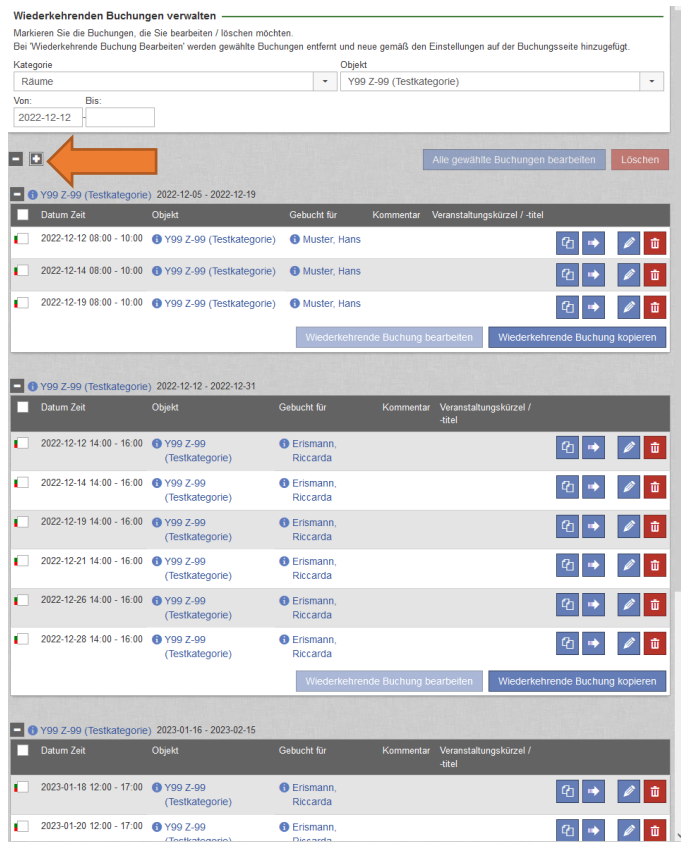 Wiederkehrenden Buchungen verwalten
Markieren Sie die Buchungen, die Sie bearbeiten / löschen möchten.
Bei 'Wiederkehrende Buchung Bearbeiten' werden gewählte Buchungen entfernt und neue gemäß den Einstellungen auf der Buchungsseite hinzugefügt.
Kategorie Objekt
Räume Y99 Z-99 (Testkategorie)
Von: Bis:
2022-12-12 -
Alle gewählte Buchungen bearbeiten Löschen
Y99 Z-99 (Testkategorie) 2022-12-05 - 2022-12-19
Datum Zeit Objekt Gebucht für Kommentar Veranstaltungskürzel / -titel
2022-12-12 08:00 - 10:00 Y99 Z-99 (Testkategorie) Muster, Hans
2022-12-14 08:00 - 10:00 Y99 Z-99 (Testkategorie) Muster, Hans
2022-12-19 08:00 - 10:00 Y99 Z-99 (Testkategorie) Muster, Hans
Wiederkehrende Buchung bearbeiten Wiederkehrende Buchung kopieren
Y99 Z-99 (Testkategorie) 2022-12-12 - 2022-12-31
Datum Zeit Objekt Gebucht für Kommentar Veranstaltungskürzel /
-titel
2022-12-12 14:00 - 16:00 Y99 Z-99 Erismann,
(Testkategorie) Riccarda
2022-12-14 14:00 - 16:00 Y99 Z-99 Erismann,
(Testkategorie) Riccarda
2022-12-19 14:00 - 16:00 Y99 Z-99 Erismann,
(Testkategorie) Riccarda
2022-12-21 14:00 - 16:00 Y99 Z-99 Erismann,
(Testkategorie) Riccarda
2022-12-26 14:00 - 16:00 Y99 Z-99 Erismann,
(Testkategorie) Riccarda
2022-12-28 14:00 - 16:00 Y99 Z-99 Erismann,
(Testkategorie) Riccarda
Wiederkehrende Buchung bearbeiten Wiederkehrende Buchung kopieren
Y99 Z-99 (Testkategorie) 2023-01-16 - 2023-02-15
Datum Zeit Objekt Gebucht für Kommentar Veranstaltungskürzel /
-titel
2023-01-18 12:00 - 17:00 Y99 Z-99 Erismann,
(Testkategorie) Riccarda
2023-01-20 12:00 - 17:00 Y99 Z-99 Erismann,
(Testkategorie) Riccarda